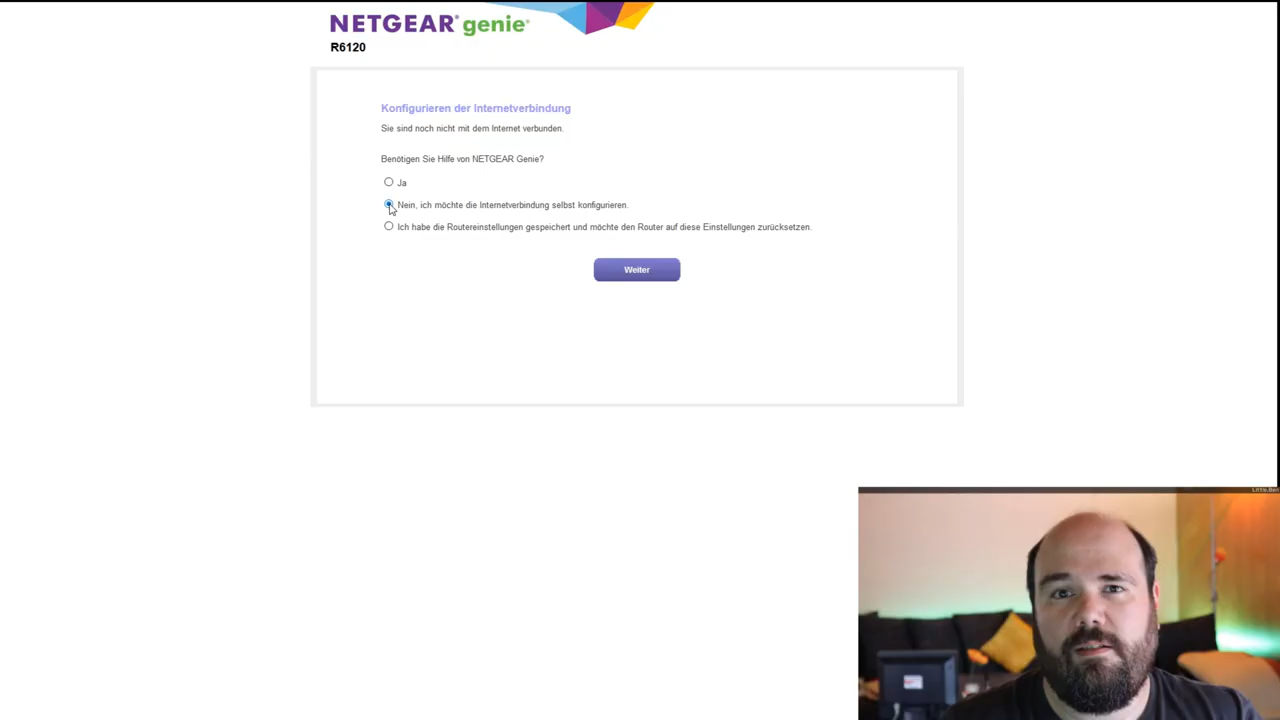 NETGEAR® genie®
R6120
Konfigurieren der Internetverbindung
Sie sind noch nicht mit dem Internet verbunden.
Benötigen Sie Hilfe von NETGEAR Genie?
Ja
Nein, ich möchte die Internetverbindung selbst konfigurieren.
Ich habe die Routereinstellungen gespeichert und möchte den Router auf diese Einstellungen zurücksetzen.
Weiter